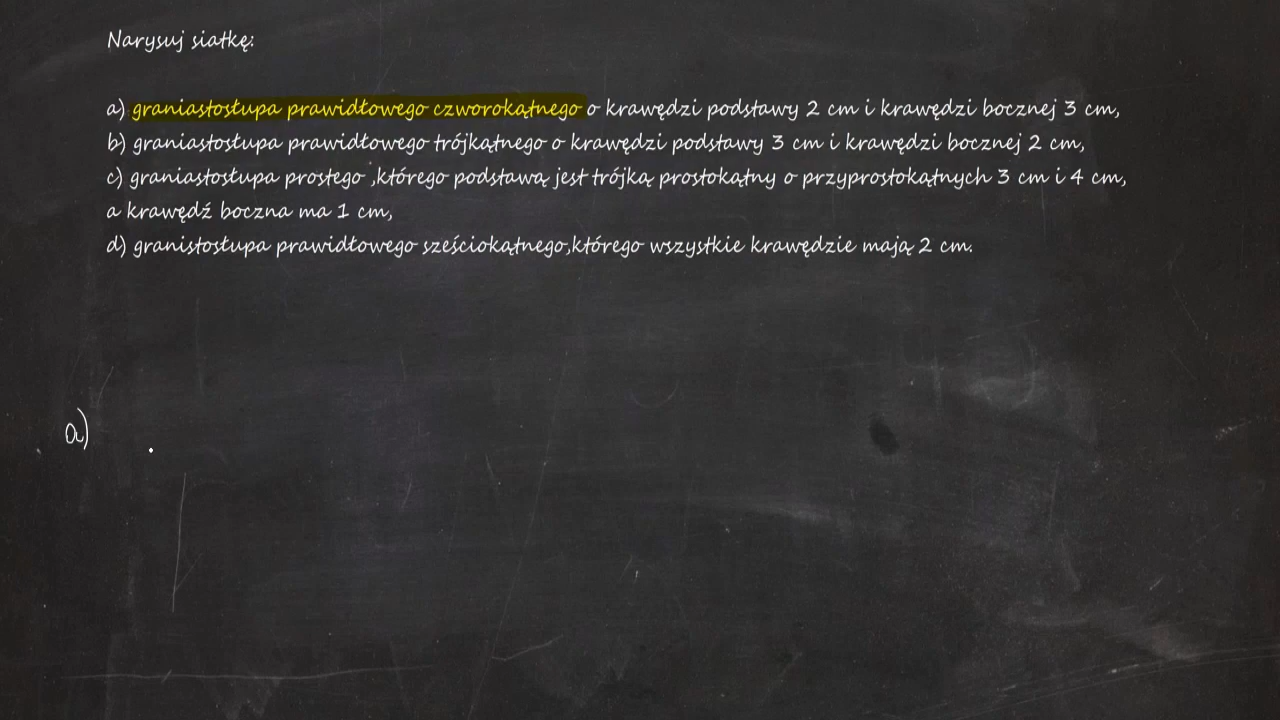 Narysuj siatkę:
a) graniastosłupa prawidłowego czworokątnego o krawędzi podstawy 2 cm i krawędzi bocznej 3 cm,
b) graniastosłupa prawidłowego trójkątnego o krawędzi podstawy 3 cm i krawędzi bocznej 2 cm,
c) graniastosłupa prostego ,którego podstawą jest trójką prostokątny o przyprostokątnych 3 cm i 4 cm,
a krawędź boczna ma 1 cm,
d) granistosłupa prawidłowego sześciokątnego,którego wszystkie krawędzie mają 2 cm.
a)